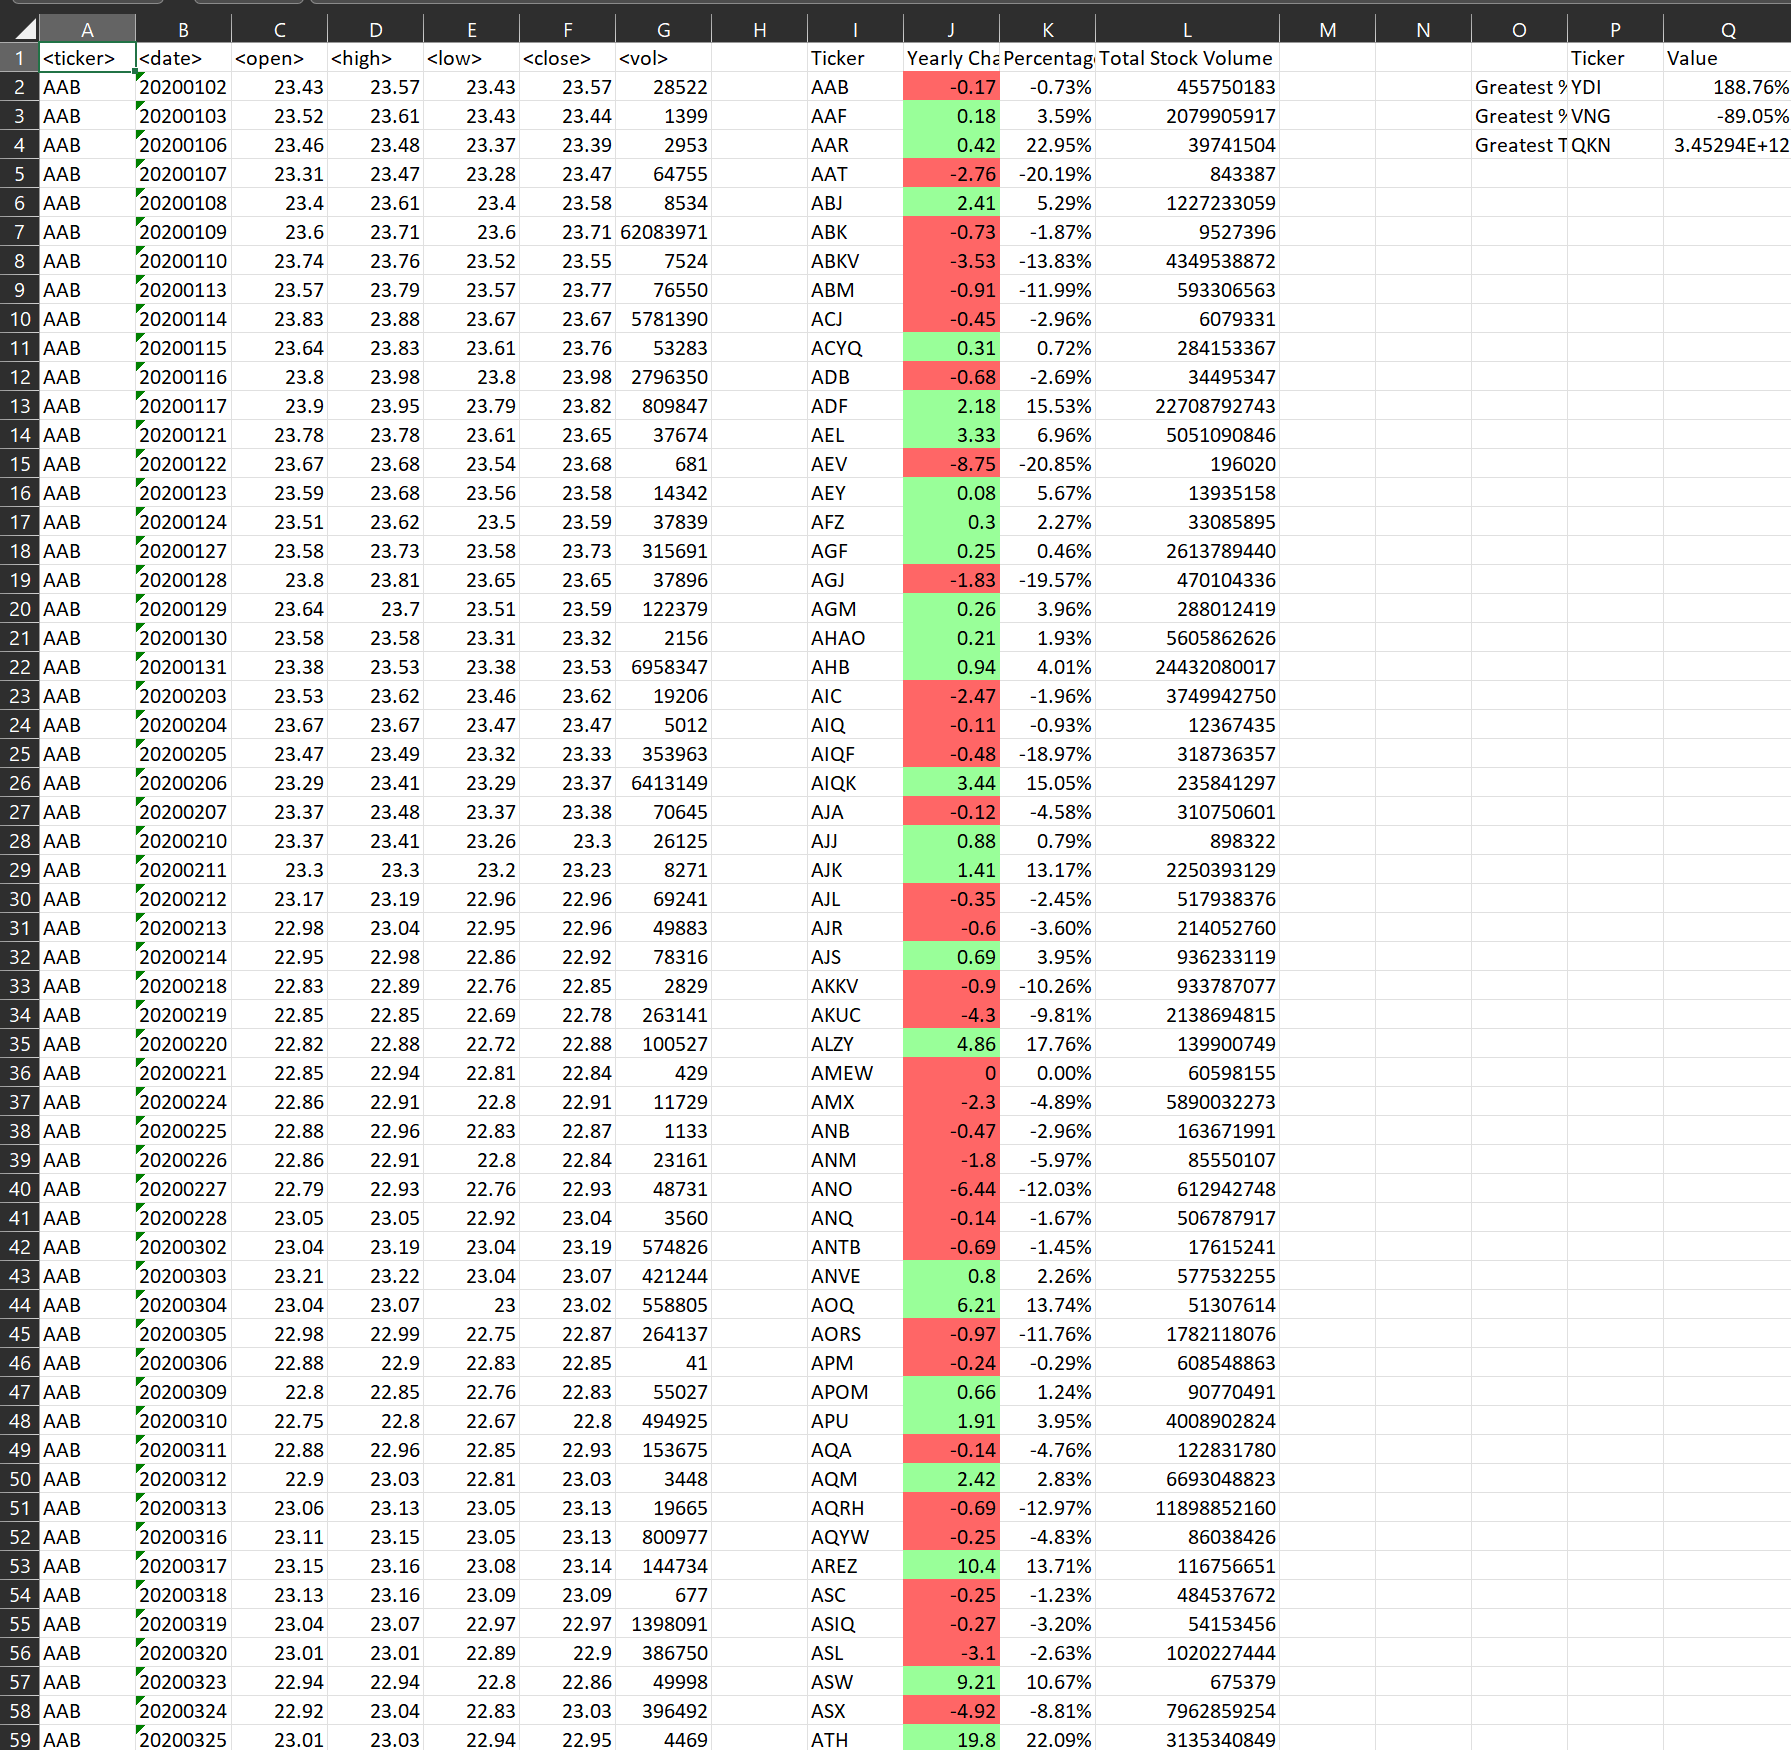 A B C D E F G H I J K L M N O P Q
1 <ticker> <date> <open> <high> <low> <close> <vol> Ticker Yearly Cha Percentag Total Stock Volume Ticker Value
2 AAB 20200102 23.43 23.57 23.43 23.57 28522 AAB -0.17 -0.73% 455750183 Greatest % YDI 188.76%
3 AAB 20200103 23.52 23.61 23.43 23.44 1399 AAF 0.18 3.59% 2079905917 Greatest % VNG -89.05%
4 AAB 20200106 23.46 23.48 23.37 23.39 2953 AAR 0.42 22.95% 39741504 Greatest T QKN 3.45294E+12
5 AAB 20200107 23.31 23.47 23.28 23.47 64755 AAT -2.76 -20.19% 843387
6 AAB 20200108 23.4 23.61 23.4 23.58 8534 ABJ 2.41 5.29% 1227233059
7 AAB 20200109 23.6 23.71 23.6 23.71 62083971 ABK -0.73 -1.87% 9527396
8 AAB 20200110 23.74 23.76 23.52 23.55 7524 ABKV -3.53 -13.83% 4349538872
9 AAB 20200113 23.57 23.79 23.57 23.77 76550 ABM -0.91 -11.99% 593306563
10 AAB 20200114 23.83 23.88 23.67 23.67 5781390 ACJ -0.45 -2.96% 6079331
11 AAB 20200115 23.64 23.83 23.61 23.76 53283 ACYQ 0.31 0.72% 284153367
12 AAB 20200116 23.8 23.98 23.8 23.98 2796350 ADB -0.68 -2.69% 34495347
13 AAB 20200117 23.9 23.95 23.79 23.82 809847 ADF 2.18 15.53% 22708792743
14 AAB 20200121 23.78 23.78 23.61 23.65 37674 AEL 3.33 6.96% 5051090846
15 AAB 20200122 23.67 23.68 23.54 23.68 681 AEV -8.75 -20.85% 196020
16 AAB 20200123 23.59 23.68 23.56 23.58 14342 AEY 0.08 5.67% 13935158
17 AAB 20200124 23.51 23.62 23.5 23.59 37839 AFZ 0.3 2.27% 33085895
18 AAB 20200127 23.58 23.73 23.58 23.73 315691 AGF 0.25 0.46% 2613789440
19 AAB 20200128 23.8 23.81 23.65 23.65 37896 AGJ -1.83 -19.57% 470104336
20 AAB 20200129 23.64 23.7 23.51 23.59 122379 AGM 0.26 3.96% 288012419
21 AAB 20200130 23.58 23.58 23.31 23.32 2156 AHAO 0.21 1.93% 5605862626
22 AAB 20200131 23.38 23.53 23.38 23.53 6958347 AHB 0.94 4.01% 24432080017
23 AAB 20200203 23.53 23.62 23.46 23.62 19206 AIC -2.47 -1.96% 3749942750
24 AAB 20200204 23.67 23.67 23.47 23.47 5012 AIQ -0.11 -0.93% 12367435
25 AAB 20200205 23.47 23.49 23.32 23.33 353963 AIQF -0.48 -18.97% 318736357
26 AAB 20200206 23.29 23.41 23.29 23.37 6413149 AIQK 3.44 15.05% 235841297
27 AAB 20200207 23.37 23.48 23.37 23.38 70645 AJA -0.12 -4.58% 310750601
28 AAB 20200210 23.37 23.41 23.26 23.3 26125 AJJ 0.88 0.79% 898322
29 AAB 20200211 23.3 23.3 23.2 23.23 8271 AJK 1.41 13.17% 2250393129
30 AAB 20200212 23.17 23.19 22.96 22.96 69241 AJL -0.35 -2.45% 517938376
31 AAB 20200213 22.98 23.04 22.95 22.96 49883 AJR -0.6 -3.60% 214052760
32 AAB 20200214 22.95 22.98 22.86 22.92 78316 AJS 0.69 3.95% 936233119
33 AAB 20200218 22.83 22.89 22.76 22.85 2829 AKKV -0.9 -10.26% 933787077
34 AAB 20200219 22.85 22.85 22.69 22.78 263141 AKUC -4.3 -9.81% 2138694815
35 AAB 20200220 22.82 22.88 22.72 22.88 100527 ALZY 4.86 17.76% 139900749
36 AAB 20200221 22.85 22.94 22.81 22.84 429 AMEW 0 0.00% 60598155
37 AAB 20200224 22.86 22.91 22.8 22.91 11729 AMX -2.3 -4.89% 5890032273
38 AAB 20200225 22.88 22.96 22.83 22.87 1133 ANB -0.47 -2.96% 163671991
39 AAB 20200226 22.86 22.91 22.8 22.84 23161 ANM -1.8 -5.97% 85550107
40 AAB 20200227 22.79 22.93 22.76 22.93 48731 ANO -6.44 -12.03% 612942748
41 AAB 20200228 23.05 23.05 22.92 23.04 3560 ANQ -0.14 -1.67% 506787917
42 AAB 20200302 23.04 23.19 23.04 23.19 574826 ANTB -0.69 -1.45% 17615241
43 AAB 20200303 23.21 23.22 23.04 23.07 421244 ANVE 0.8 2.26% 577532255
44 AAB 20200304 23.04 23.07 23 23.02 558805 AOQ 6.21 13.74% 51307614
45 AAB 20200305 22.98 22.99 22.75 22.87 264137 AORS -0.97 -11.76% 1782118076
46 AAB 20200306 22.88 22.9 22.83 22.85 41 APM -0.24 -0.29% 608548863
47 AAB 20200309 22.8 22.85 22.76 22.83 55027 APOM 0.66 1.24% 90770491
48 AAB 20200310 22.75 22.8 22.67 22.8 494925 APU 1.91 3.95% 4008902824
49 AAB 20200311 22.88 22.96 22.85 22.93 153675 AQA -0.14 -4.76% 122831780
50 AAB 20200312 22.9 23.03 22.81 23.03 3448 AQM 2.42 2.83% 6693048823
51 AAB 20200313 23.06 23.13 23.05 23.13 19665 AQRH -0.69 -12.97% 11898852160
52 AAB 20200316 23.11 23.15 23.05 23.13 800977 AQYW -0.25 -4.83% 86038426
53 AAB 20200317 23.15 23.16 23.08 23.14 144734 AREZ 10.4 13.71% 116756651
54 AAB 20200318 23.13 23.16 23.09 23.09 677 ASC -0.25 -1.23% 484537672
55 AAB 20200319 23.04 23.07 22.97 22.97 1398091 ASIQ -0.27 -3.20% 54153456
56 AAB 20200320 23.01 23.01 22.89 22.9 386750 ASL -3.1 -2.63% 1020227444
57 AAB 20200323 22.94 22.94 22.8 22.86 49998 ASW 9.21 10.67% 675379
58 AAB 20200324 22.92 23.04 22.83 23.03 396492 ASX -4.92 -8.81% 7962859254
59 AAB 20200325 23.01 23.03 22.94 22.95 4469 ATH 19.8 22.09% 3135340849